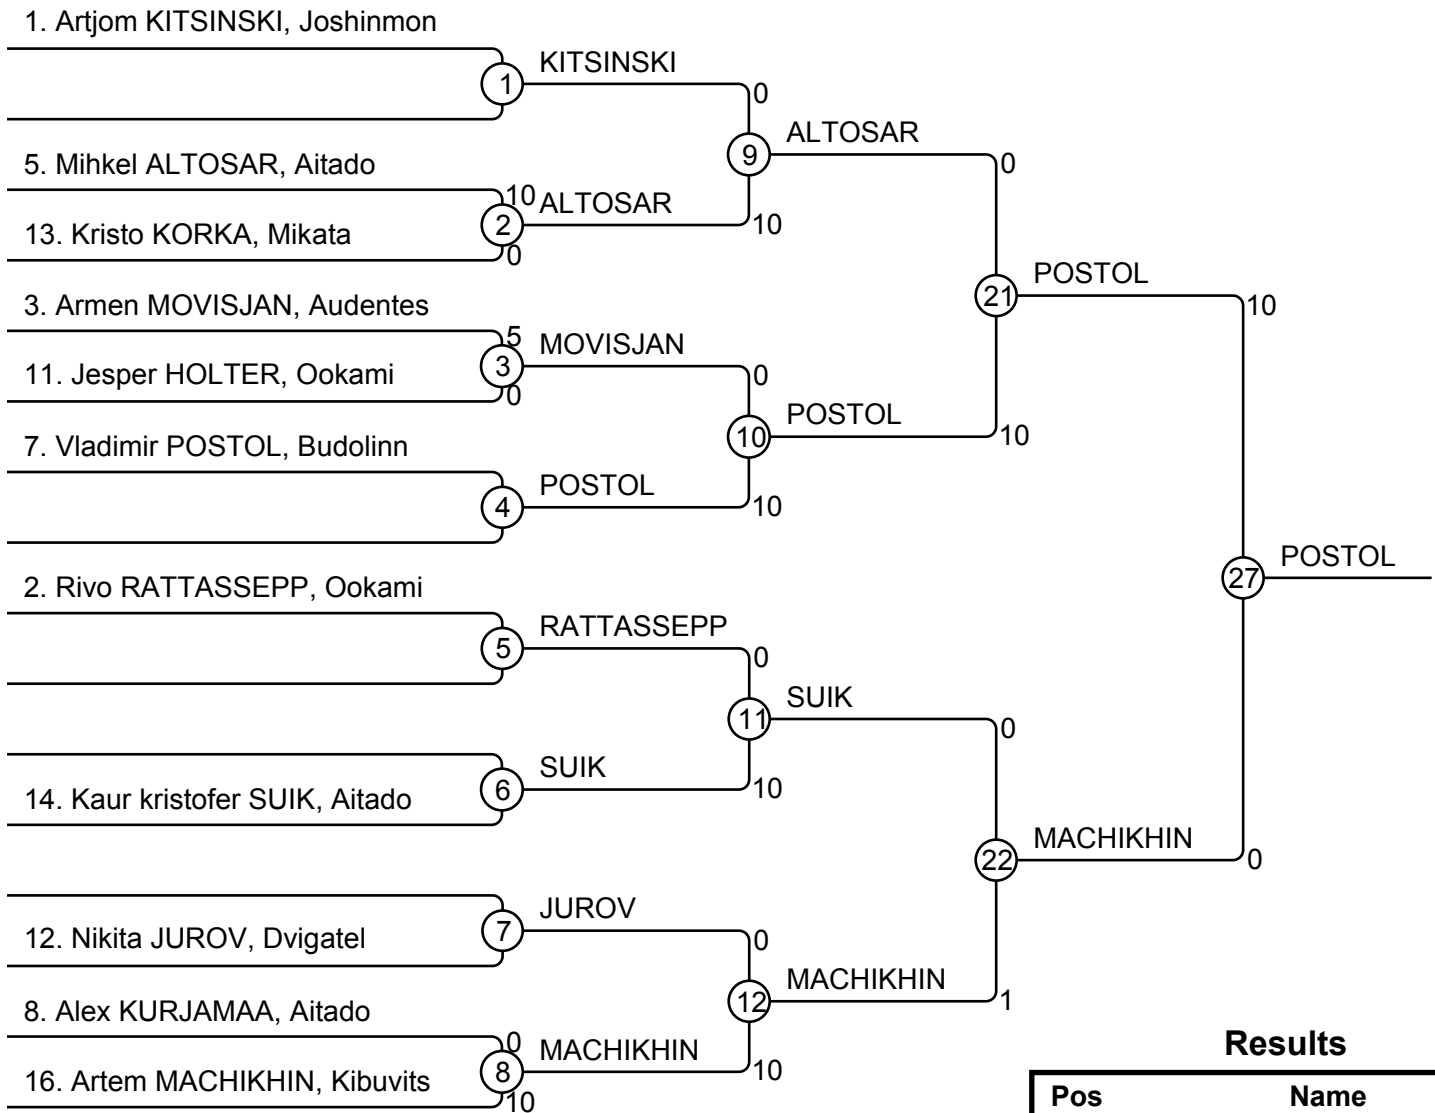 1. Artjom KITSINSKI, Joshinmon
1
KITSINSKI
0
5. Mihkel ALTOSAR, Aitado
10
13. Kristo KORKA, Mikata
0
2
ALTOSAR
10
9
ALTOSAR
0
3. Armen MOVISJAN, Audentes
5
11. Jesper HOLTER, Ookami
0
3
MOVISJAN
0
7. Vladimir POSTOL, Budolinn
4
POSTOL
10
10
POSTOL
10
21
POSTOL
10
2. Rivo RATTASSEPP, Ookami
5
RATTASSEPP
0
14. Kaur kristofer SUIK, Aitado
6
SUIK
10
11
SUIK
0
12. Nikita JUROV, Dvigatel
7
JUROV
0
8. Alex KURJAMAA, Aitado
0
16. Artem MACHIKHIN, Kibuvits
10
8
MACHIKHIN
10
12
MACHIKHIN
1
22
MACHIKHIN
0
27
POSTOL
Results
Pos Name